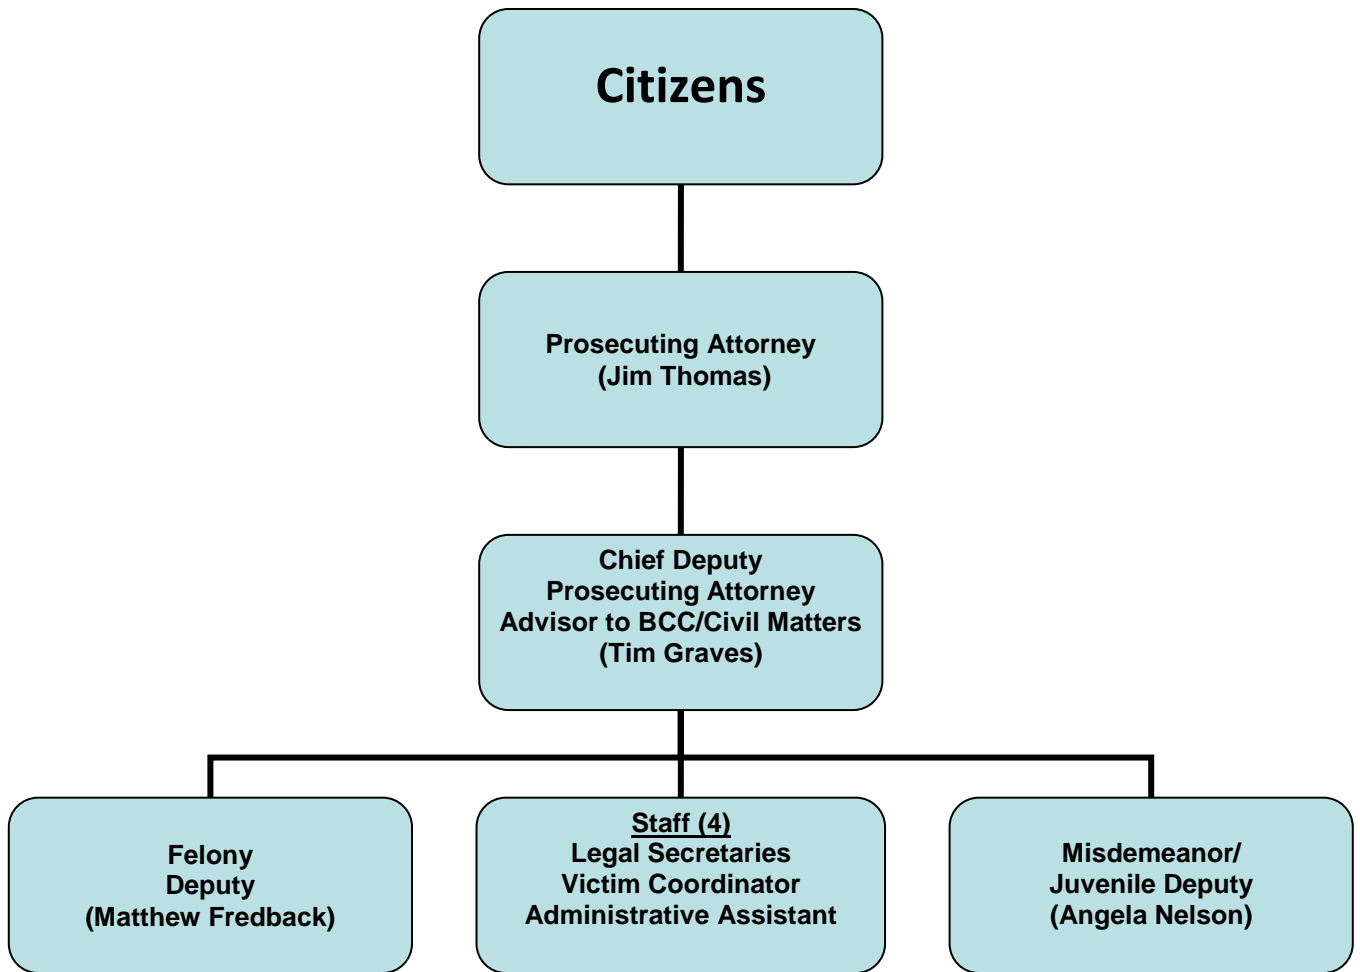 Citizens
Prosecuting Attorney
(Jim Thomas)
Chief Deputy
Prosecuting Attorney
Advisor to BCC/Civil Matters
(Tim Graves)
Felony
Deputy
(Matthew Fredback)
Staff (4)
Legal Secretaries
Victim Coordinator
Administrative Assistant
Misdemeanor/
Juvenile Deputy
(Angela Nelson)